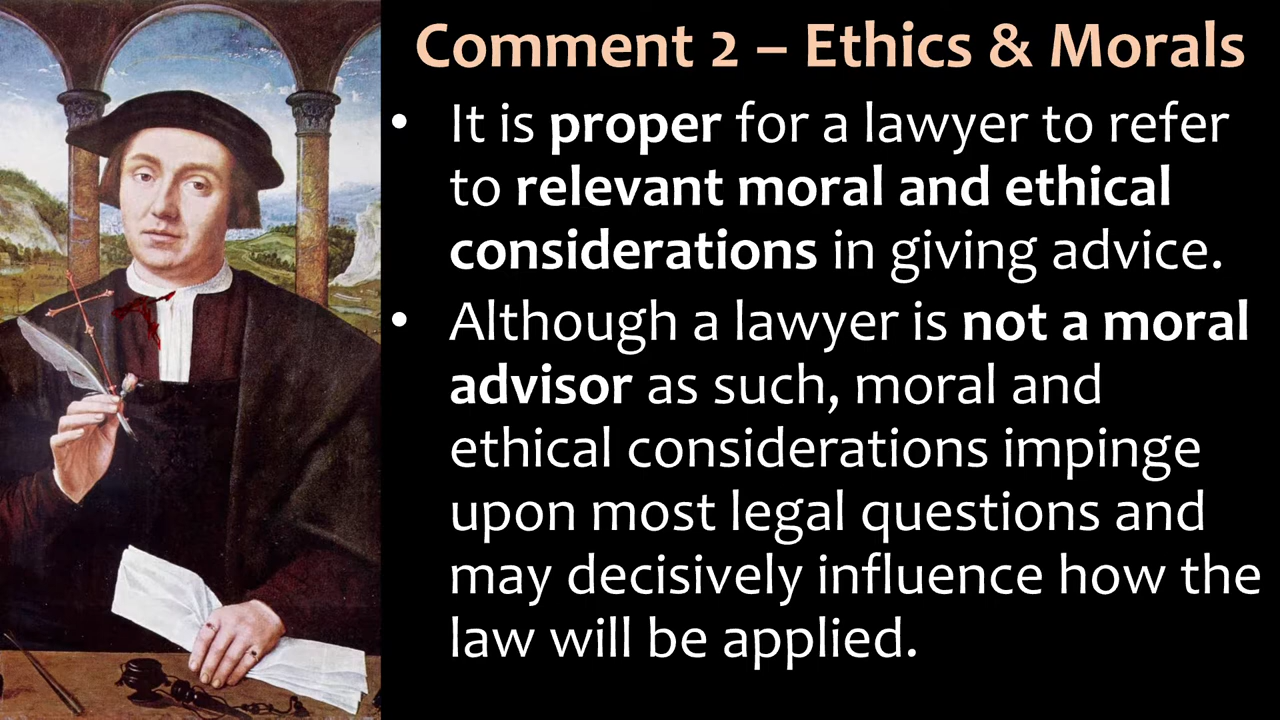 Comment 2 – Ethics & Morals
• It is proper for a lawyer to refer
to relevant moral and ethical
considerations in giving advice.
• Although a lawyer is not a moral
advisor as such, moral and
ethical considerations impinge
upon most legal questions and
may decisively influence how the
law will be applied.